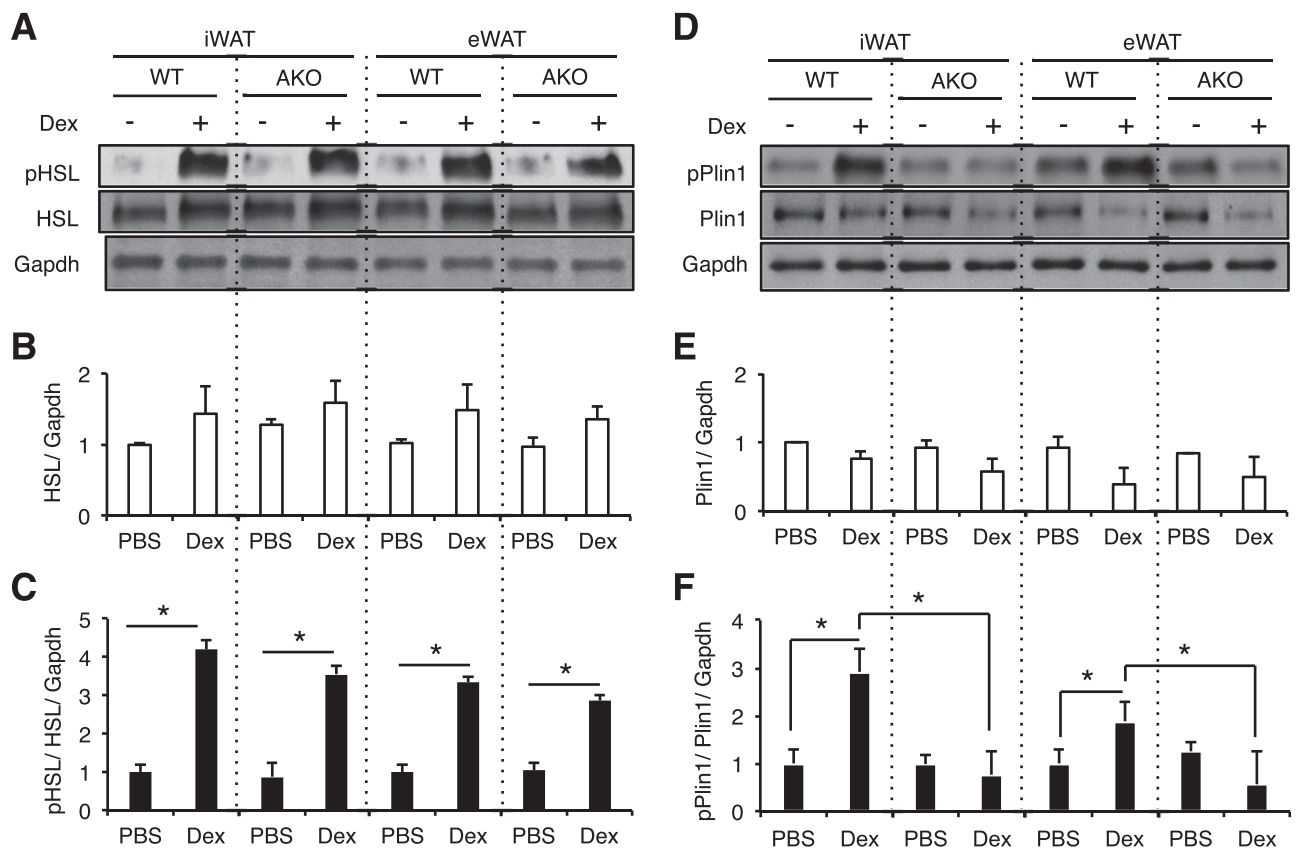 A
iWAT eWAT
WT AKO WT AKO
Dex - + - + - + - +
pHSL
HSL
Gapdh
B
HSL/ Gapdh
2
1
0
PBS Dex PBS Dex PBS Dex PBS Dex
C
pHSL/ HSL/ Gapdh
5
4
3
2
1
0
* * * *
PBS Dex PBS Dex PBS Dex PBS Dex
D
iWAT eWAT
WT AKO WT AKO
Dex - + - + - + - +
pPlin1
Plin1
Gapdh
E
Plin1/ Gapdh
2
1
0
PBS Dex PBS Dex PBS Dex PBS Dex
F
pPlin1/ Plin1/ Gapdh
4
3
2
1
0
* * * *
PBS Dex PBS Dex PBS Dex PBS Dex